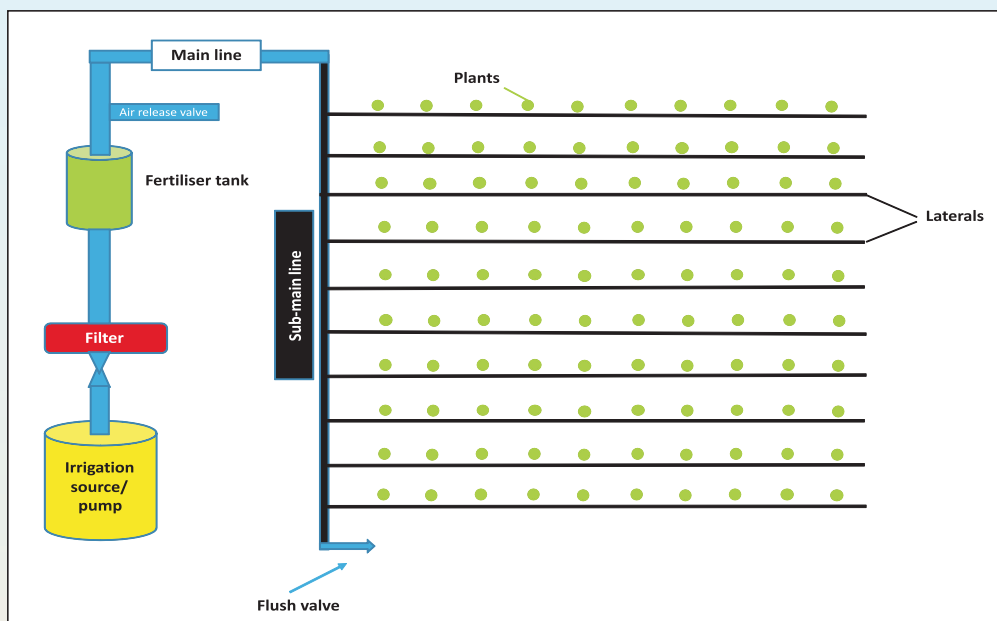 Main line
Plants
Air release valve
Fertiliser tank
Laterals
Sub-main line
Filter
Irrigation
source/
pump
Flush valve